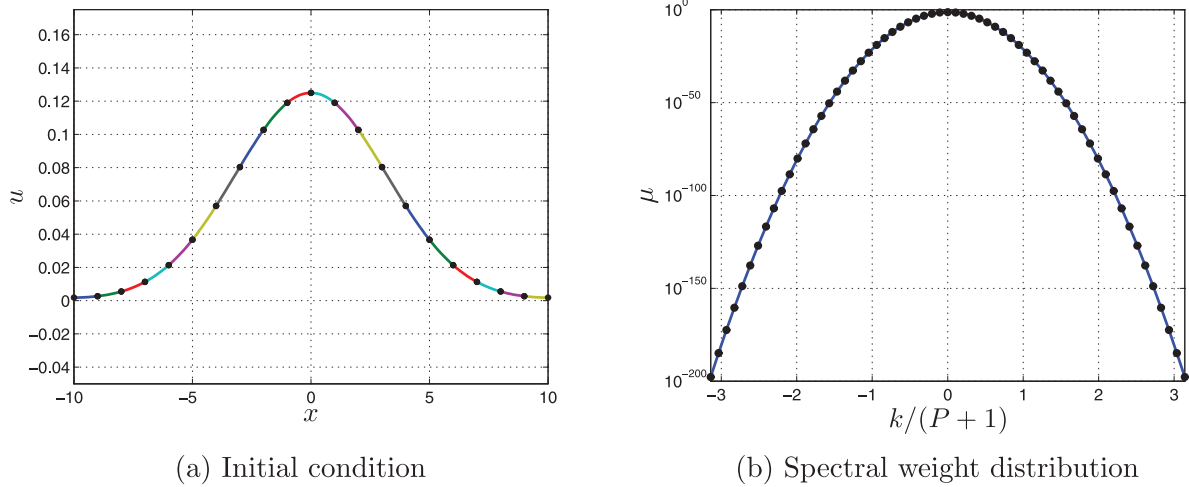 0.16
0.14
0.12
0.1
0.08
0.06
0.04
0.02
0
−0.02
−0.04
u
−10 −5 0 5 10
x
(a) Initial condition
10^0
10^−50
10^−100
10^−150
10^−200
μ
−3 −2 −1 0 1 2 3
k/(P + 1)
(b) Spectral weight distribution